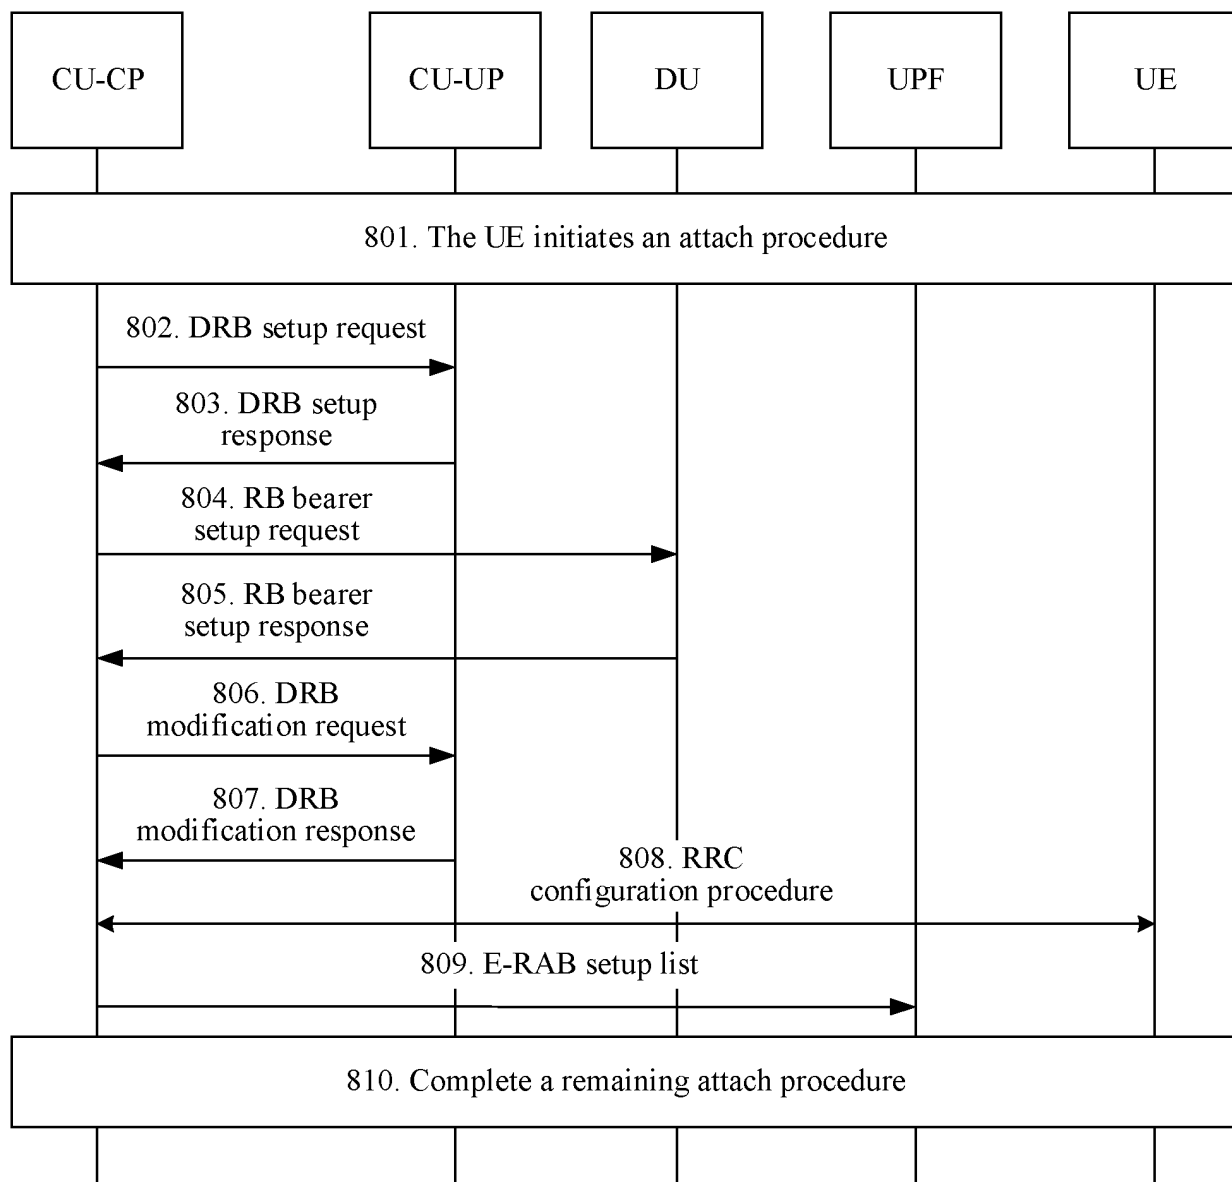 CU-CP
CU-UP
DU
UPF
UE
801. The UE initiates an attach procedure
802. DRB setup request
803. DRB setup
response
804. RB bearer
setup request
805. RB bearer
setup response
806. DRB
modification request
807. DRB
modification response
808. RRC
configuration procedure
809. E-RAB setup list
810. Complete a remaining attach procedure